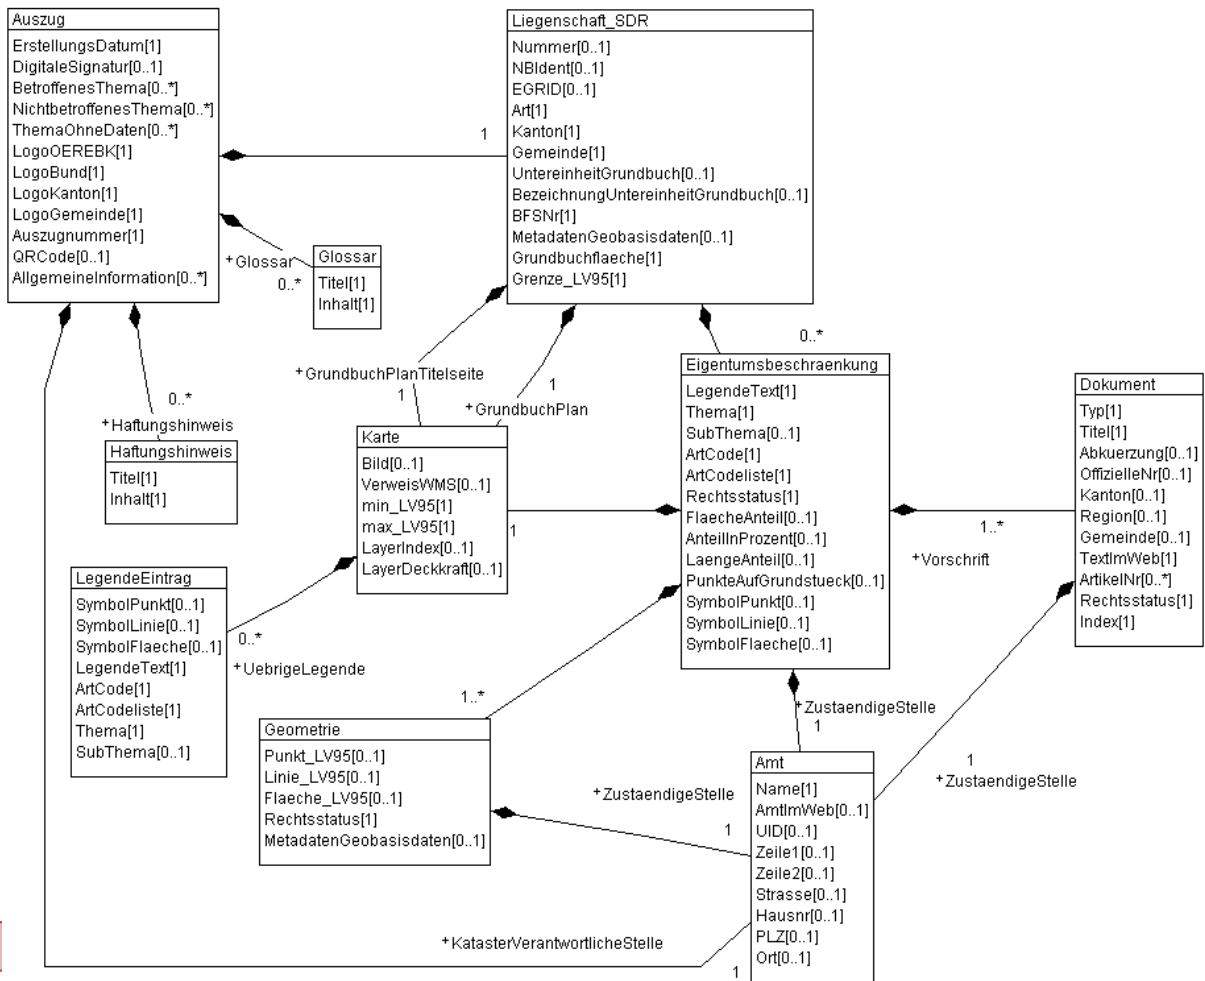 Auszug
ErstellungsDatum[1]
DigitaleSignatur[0..1]
BetroffenesThema[0..*]
NichtbetroffenesThema[0..*]
ThemaOhneDaten[0..*]
LogoOEREBK[1]
LogoBund[1]
LogoKanton[1]
LogoGemeinde[1]
Auszugnummer[1]
QRCode[0..1]
AllgemeineInformation[0..*]
1
Liegenschaft_SDR
Nummer[0..1]
NBIdent[0..1]
EGRID[0..1]
Art[1]
Kanton[1]
Gemeinde[1]
UntereinheitGrundbuch[0..1]
BezeichnungUntereinheitGrundbuch[0..1]
BFSNr[1]
MetadatenGeobasisdaten[0..1]
Grundbuchflaeche[1]
Grenze_LV95[1]
+Glossar
0..*
Glossar
Titel[1]
Inhalt[1]
0..*
+Haftungshinweis
Haftungshinweis
Titel[1]
Inhalt[1]
+GrundbuchPlanTitelseite
1
1
+GrundbuchPlan
0..*
Karte
Bild[0..1]
VerweisWMS[0..1]
min_LV95[1]
max_LV95[1]
LayerIndex[0..1]
LayerDeckkraft[0..1]
1
Eigentumsbeschraenkung
LegendeText[1]
Thema[1]
SubThema[0..1]
ArtCode[1]
ArtCodeliste[1]
Rechtsstatus[1]
FlaecheAnteil[0..1]
AnteilInProzent[0..1]
LaengeAnteil[0..1]
PunkteAufGrundstueck[0..1]
SymbolPunkt[0..1]
SymbolLinie[0..1]
SymbolFlaeche[0..1]
1..*
+Vorschrift
Dokument
Typ[1]
Titel[1]
Abkuerzung[0..1]
OffizielleNr[0..1]
Kanton[0..1]
Region[0..1]
Gemeinde[0..1]
TextImWeb[1]
ArtikelNr[0..*]
Rechtsstatus[1]
Index[1]
LegendeEintrag
SymbolPunkt[0..1]
SymbolLinie[0..1]
SymbolFlaeche[0..1]
LegendeText[1]
ArtCode[1]
ArtCodeliste[1]
Thema[1]
SubThema[0..1]
0..*
+UebrigeLegende
1..*
Geometrie
Punkt_LV95[0..1]
Linie_LV95[0..1]
Flaeche_LV95[0..1]
Rechtsstatus[1]
MetadatenGeobasisdaten[0..1]
+ZustaendigeStelle
1
+ZustaendigeStelle
1
1
+ZustaendigeStelle
Amt
Name[1]
AmtImWeb[0..1]
UID[0..1]
Zeile1[0..1]
Zeile2[0..1]
Strasse[0..1]
Hausnr[0..1]
PLZ[0..1]
Ort[0..1]
+KatasterVerantwortlicheStelle
1